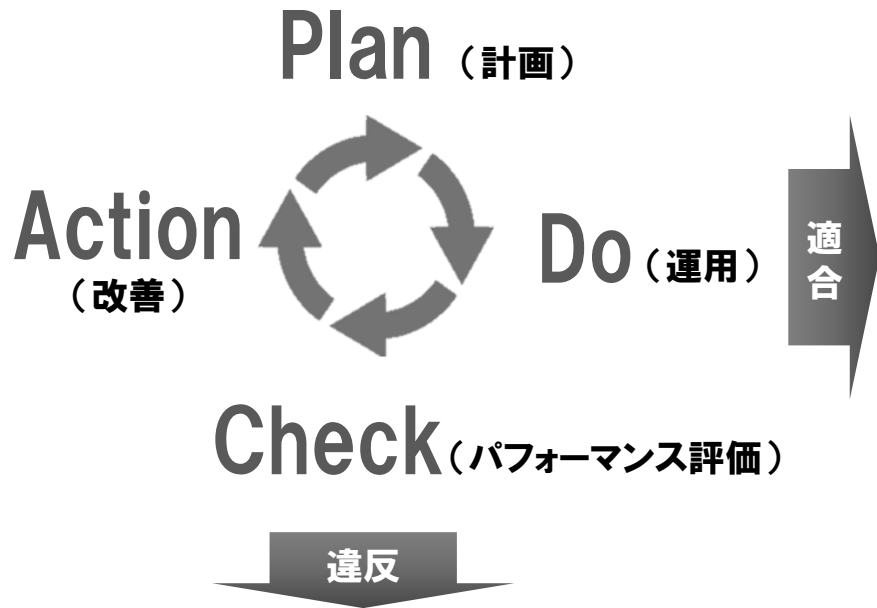 Plan（計画）
Action
（改善）
Do（運用）
適合
Check（パフォーマンス評価）
違反